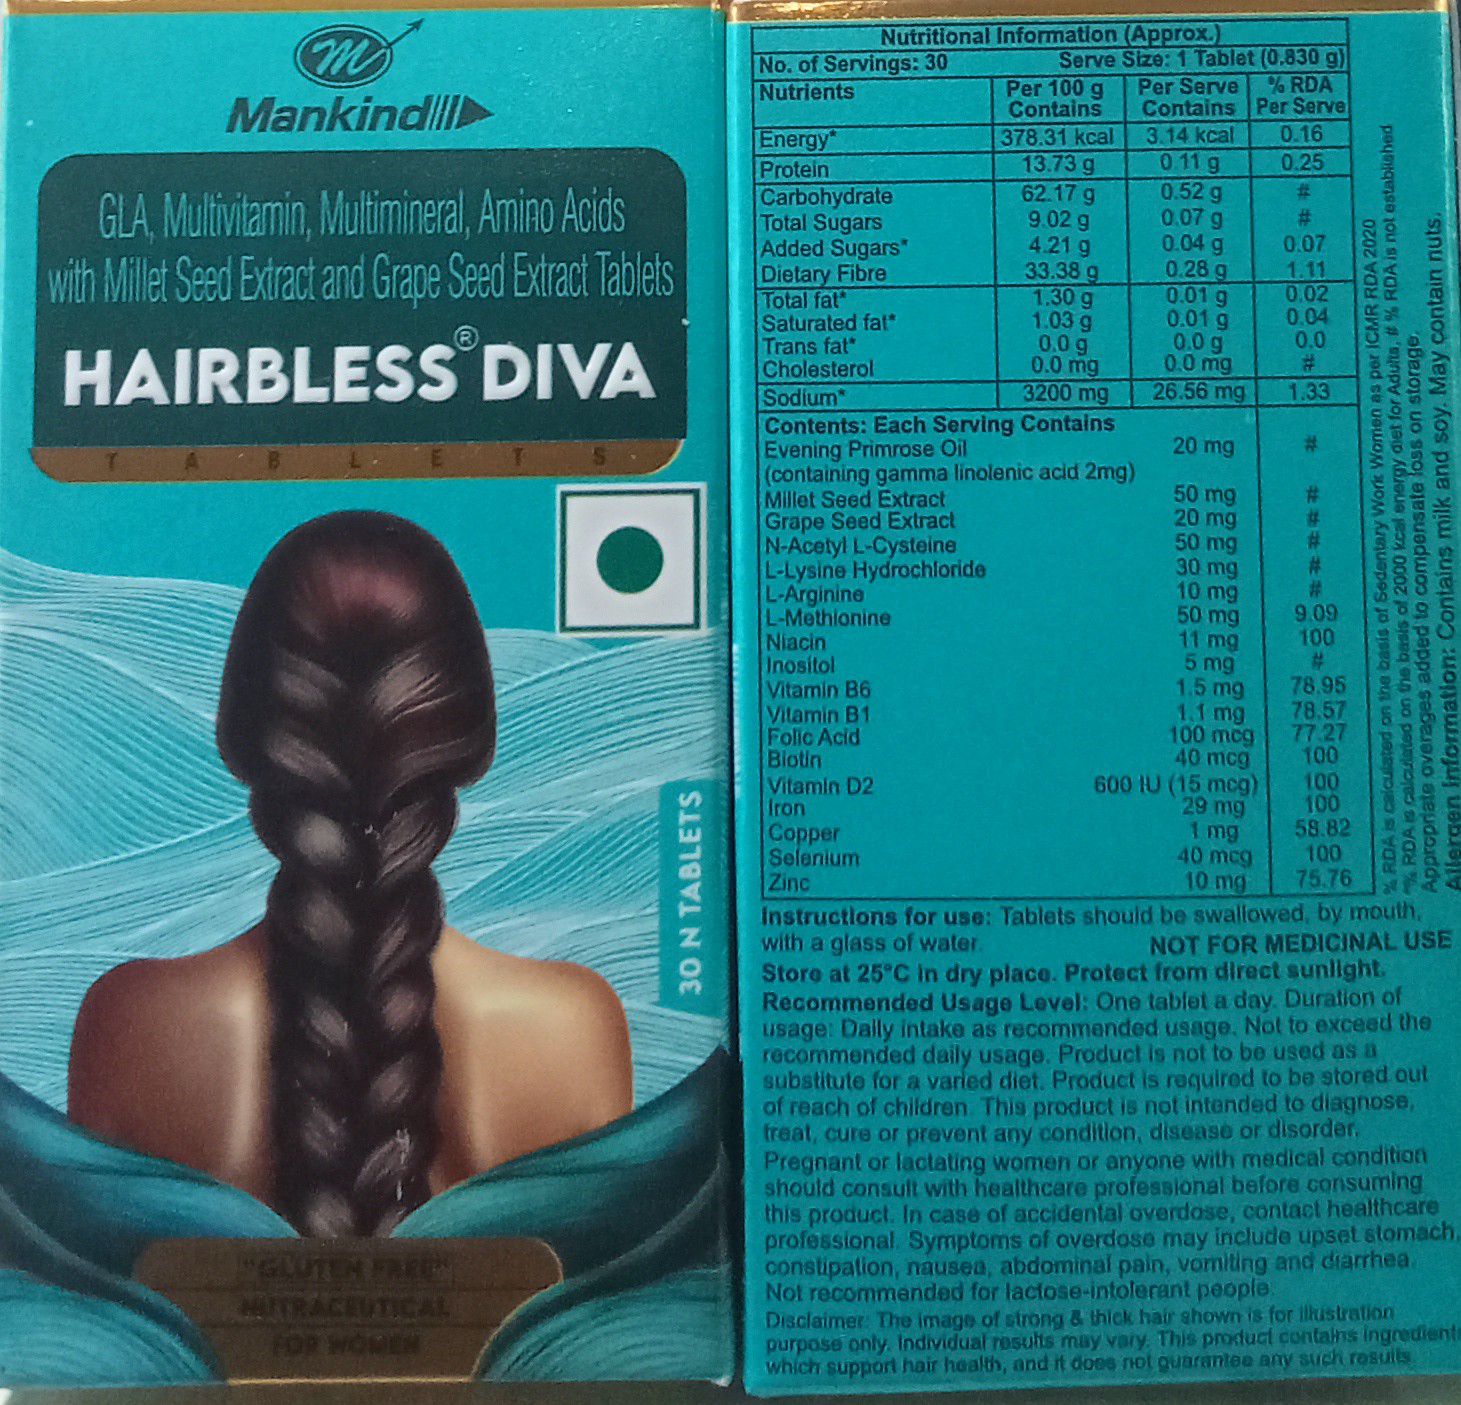 Mankind
GLA, Multivitamin, Multimineral, Amino Acids
with Millet Seed Extract and Grape Seed Extract Tablets
HAIRBLESS® DIVA
TABLETS
30 N TABLETS
"GLUTEN FREE"
NUTRACEUTICAL
FOR WOMEN
Nutritional Information (Approx.)
No. of Servings: 30 Serve Size: 1 Tablet (0.830 g)
Nutrients Per 100 g Contains Per Serve Contains % RDA Per Serve
Energy* 378.31 kcal 3.14 kcal 0.16
Protein 13.73 g 0.11 g 0.25
Carbohydrate 62.17 g 0.52 g #
Total Sugars 9.02 g 0.07 g #
Added Sugars* 4.21 g 0.04 g 0.07
Dietary Fibre 33.38 g 0.28 g 1.11
Total fat* 1.30 g 0.01 g 0.02
Saturated fat* 1.03 g 0.01 g 0.04
Trans fat* 0.0 g 0.0 g 0.0
Cholesterol 0.0 mg 0.0 mg #
Sodium* 3200 mg 26.56 mg 1.33
Contents: Each Serving Contains
Evening Primrose Oil 20 mg #
(containing gamma linolenic acid 2mg)
Millet Seed Extract 50 mg #
Grape Seed Extract 20 mg #
N-Acetyl L-Cysteine 50 mg #
L-Lysine Hydrochloride 30 mg #
L-Arginine 10 mg #
L-Methionine 50 mg 9.09
Niacin 11 mg 100
Inositol 5 mg #
Vitamin B6 1.5 mg 78.95
Vitamin B1 1.1 mg 78.57
Folic Acid 100 mcg 77.27
Biotin 40 mcg 100
Vitamin D2 600 IU (15 mcg) 100
Iron 29 mg 100
Copper 1 mg 58.82
Selenium 40 mcg 100
Zinc 10 mg 75.76
% RDA is calculated on the basis of Sedentary Work Women as per ICMR RDA 2020
*% RDA is calculated on the basis of 2000 kcal energy diet for Adults, # % RDA is not established
Appropriate overages added to compensate loss on storage.
Allergen Information: Contains milk and soy. May contain nuts.
Instructions for use: Tablets should be swallowed, by mouth,
with a glass of water. NOT FOR MEDICINAL USE
Store at 25°C in dry place. Protect from direct sunlight.
Recommended Usage Level: One tablet a day. Duration of
usage: Daily intake as recommended usage. Not to exceed the
recommended daily usage. Product is not to be used as a
substitute for a varied diet. Product is required to be stored out
of reach of children. This product is not intended to diagnose,
treat, cure or prevent any condition, disease or disorder.
Pregnant or lactating women or anyone with medical condition
should consult with healthcare professional before consuming
this product. In case of accidental overdose, contact healthcare
professional. Symptoms of overdose may include upset stomach,
constipation, nausea, abdominal pain, vomiting and diarrhea.
Not recommended for lactose-intolerant people.
Disclaimer: The image of strong & thick hair shown is for illustration
purpose only. Individual results may vary. This product contains ingredients
which support hair health, and it does not guarantee any such results